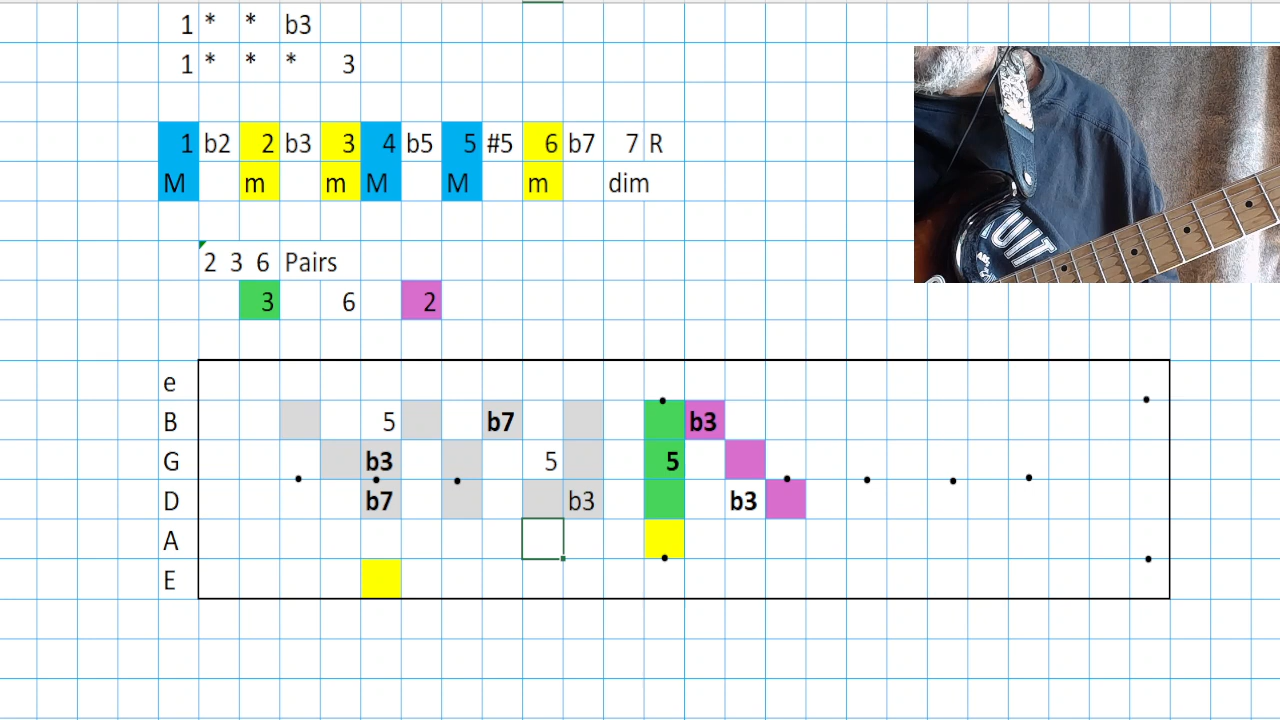 1 * * b3
1 * * * 3
1 b2 2 b3 3 4 b5 5 #5 6 b7 7 R
M m m M M m dim
2 3 6 Pairs
3 6 2
e
B 5 b7 b3
G b3 5 5
D b7 b3 b3
A
E